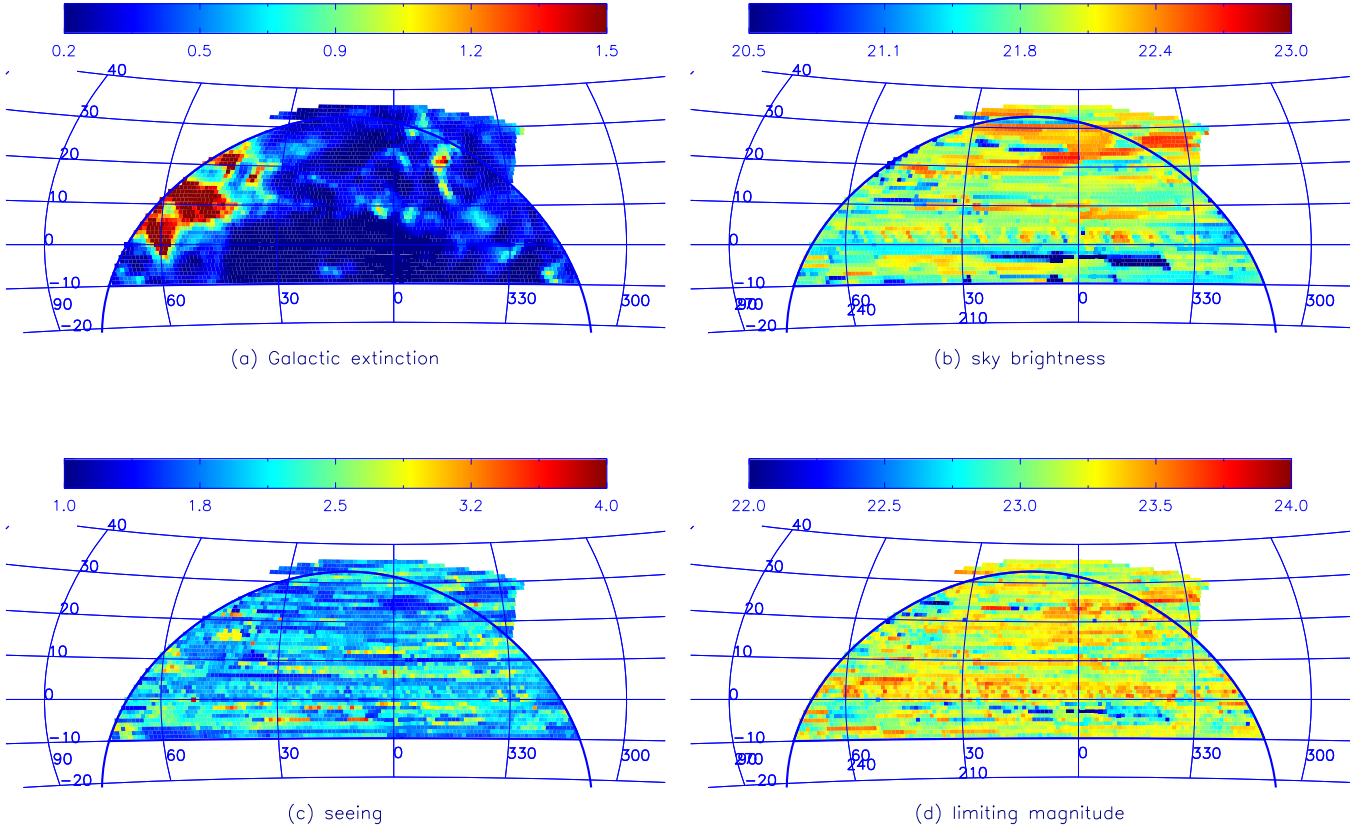 0.2 0.5 0.9 1.2 1.5
40
30
20
10
0
−10
90 60 30 0 330 300
−20
(a) Galactic extinction
20.5 21.1 21.8 22.4 23.0
40
30
20
10
0
−10
60 30 0 330 300
90 240 210
−20
(b) sky brightness
1.0 1.8 2.5 3.2 4.0
40
30
20
10
0
−10
90 60 30 0 330 300
−20
(c) seeing
22.0 22.5 23.0 23.5 24.0
40
30
20
10
0
−10
60 30 0 330 300
90 240 210
−20
(d) limiting magnitude